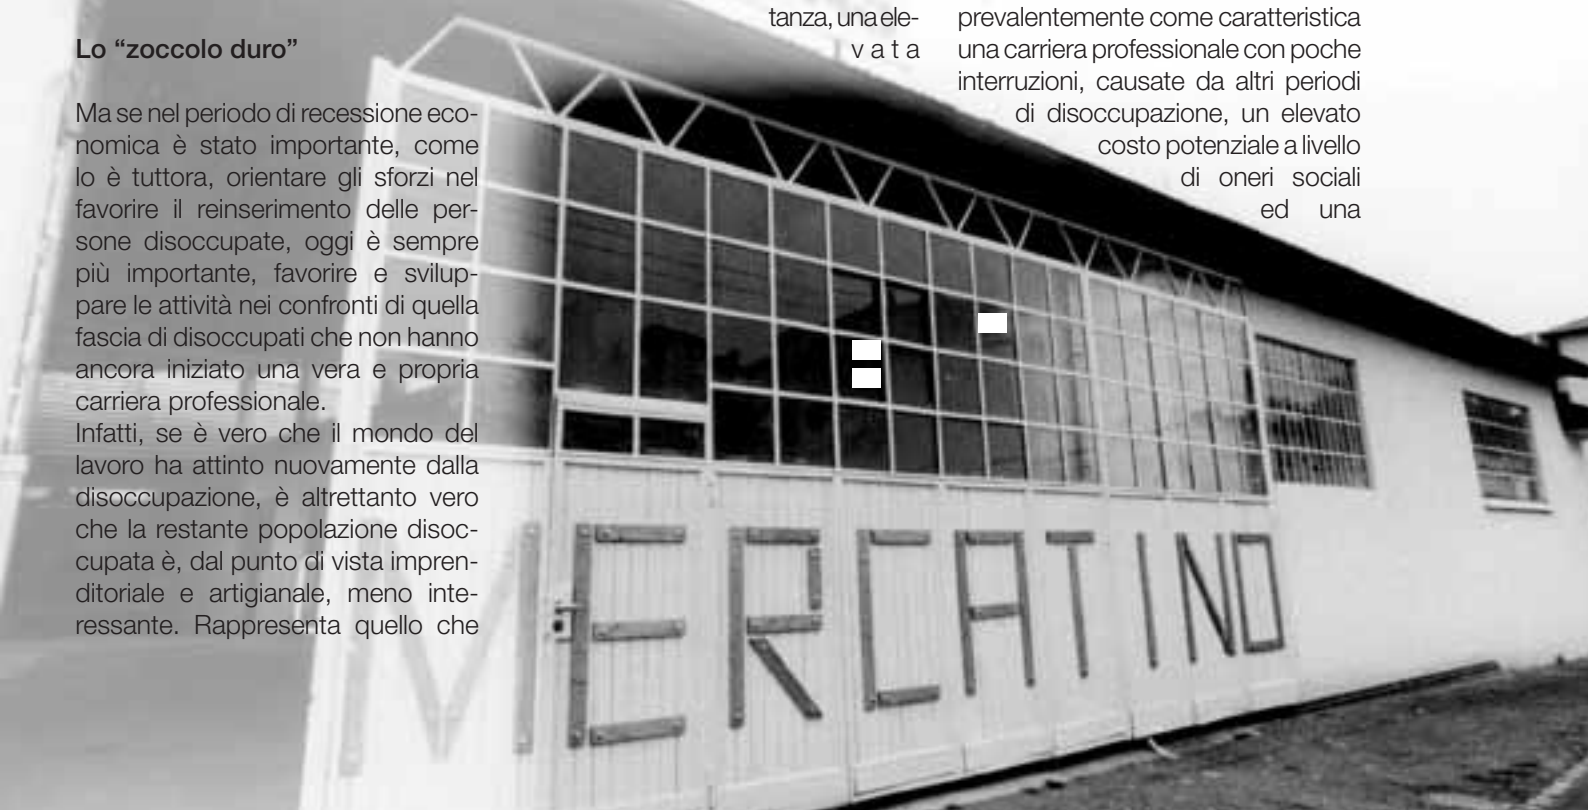 Lo “zoccolo duro”
Ma se nel periodo di recessione eco-
nomica è stato importante, come
lo è tuttora, orientare gli sforzi nel
favorire il reinserimento delle per-
sone disoccupate, oggi è sempre
più importante, favorire e svilup-
pare le attività nei confronti di quella
fascia di disoccupati che non hanno
ancora iniziato una vera e propria
carriera professionale.
Infatti, se è vero che il mondo del
lavoro ha attinto nuovamente dalla
disoccupazione, è altrettanto vero
che la restante popolazione disoc-
cupata è, dal punto di vista impren-
ditoriale e artigianale, meno inte-
ressante. Rappresenta quello che
tanza, una ele-
vata
prevalentemente come caratteristica
una carriera professionale con poche
interruzioni, causate da altri periodi
di disoccupazione, un elevato
costo potenziale a livello
di oneri sociali
ed una
MERCATINO